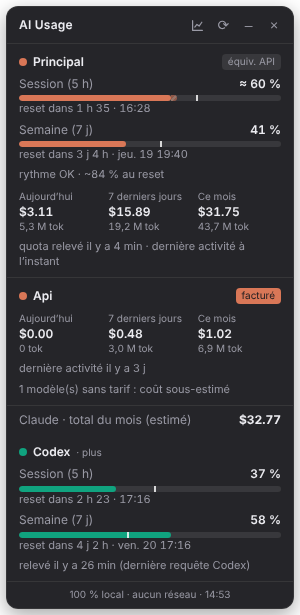 AI Usage
Principal équiv. API
Session (5 h) ≈ 60 %
reset dans 1 h 35 · 16:28
Semaine (7 j) 41 %
reset dans 3 j 4 h · jeu. 19 19:40
rythme OK · ~84 % au reset
Aujourd'hui 7 derniers jours Ce mois
$3.11 $15.89 $31.75
5,3 M tok 19,2 M tok 43,7 M tok
quota relevé il y a 4 min · dernière activité à
l'instant
Api facturé
Aujourd'hui 7 derniers jours Ce mois
$0.00 $0.48 $1.02
0 tok 3,0 M tok 6,9 M tok
dernière activité il y a 3 j
1 modèle(s) sans tarif : coût sous-estimé
Claude · total du mois (estimé) $32.77
Codex · plus
Session (5 h) 37 %
reset dans 2 h 23 · 17:16
Semaine (7 j) 58 %
reset dans 4 j 2 h · ven. 20 17:16
relevé il y a 26 min (dernière requête Codex)
100 % local · aucun réseau · 14:53